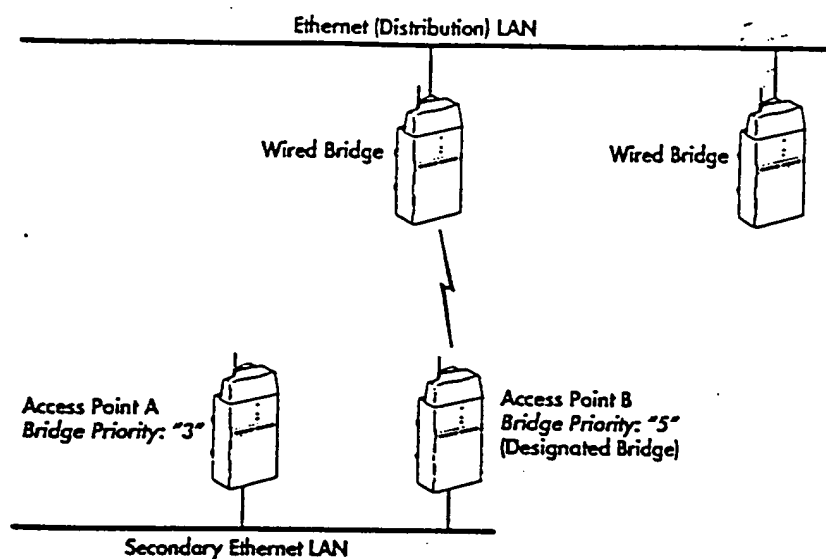 Ethernet (Distribution) LAN
Wired Bridge
Wired Bridge
Access Point A
Bridge Priority: "3"
Access Point B
Bridge Priority: "5"
(Designated Bridge)
Secondary Ethernet LAN